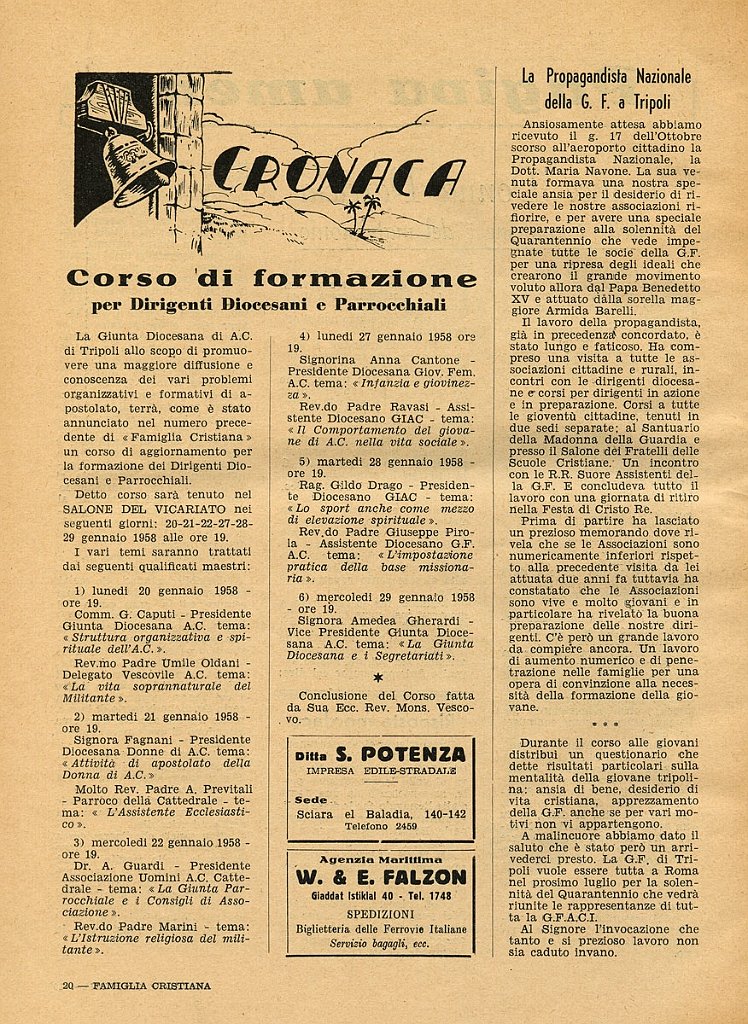 CRONACA
Corso di formazione
per Dirigenti Diocesani e Parrocchiali
La Giunta Diocesana di A.C.
di Tripoli allo scopo di promuo-
vere una maggiore diffusione e
conoscenza dei vari problemi
organizzativi e formativi di a-
postolato, terrà, come è stato
annunciato nel numero prece-
dente di «Famiglia Cristiana»
un corso di aggiornamento per
la formazione dei Dirigenti Dio-
cesani e Parrocchiali.
Detto corso sarà tenuto nel
SALONE DEL VICARIATO nei
seguenti giorni: 20-21-22-27-28-
29 gennaio 1958 alle ore 19.
I vari temi saranno trattati
dai seguenti qualificati maestri:
1) lunedì 20 gennaio 1958 -
ore 19.
Comm. G. Caputi - Presidente
Giunta Diocesana A.C. tema:
«Struttura organizzativa e spi-
rituale dell'A.C.».
Rev.mo Padre Umile Oldani -
Delegato Vescovile A.C. tema:
«La vita soprannaturale del
Militante».
2) martedì 21 gennaio 1958 -
ore 19.
Signora Fagnani - Presidente
Diocesana Donne di A.C. tema:
«Attività di apostolato della
Donna di A.C.»
Molto Rev. Padre A. Previtali
- Parroco della Cattedrale - te-
ma: « L'Assistente Ecclesiasti-
co».
3) mercoledì 22 gennaio 1958 -
ore 19.
Dr. A. Guardi - Presidente
Associazione Uomini A.C. Catte-
drale - tema: «La Giunta Par-
rocchiale e i Consigli di Asso-
ciazione».
Rev.do Padre Marini - tema:
«L'Istruzione religiosa del mili-
tante».
4) lunedì 27 gennaio 1958 ore
19.
Signorina Anna Cantone -
Presidente Diocesana Giov. Fem.
A.C. tema: «Infanzia e giovinez-
za».
Rev.do Padre Ravasi - Assi-
stente Diocesano GIAC - tema:
«Il Comportamento del giova-
ne di A.C. nella vita sociale».
5) martedì 28 gennaio 1958 -
ore 19.
Rag. Gildo Drago - Presiden-
te Diocesano GIAC - tema:
«Lo sport anche come mezzo
di elevazione spirituale».
Rev.do Padre Giuseppe Piro-
la - Assistente Diocesano G.F.
A.C. tema: «L'impostazione
pratica della base missiona-
ria».
6) mercoledì 29 gennaio 1958
- ore 19.
Signora Amedea Gherardi -
Vice Presidente Giunta Dioce-
sana A.C. tema: «La Giunta
Diocesana e i Segretariati».
★
Conclusione del Corso fatta
da Sua Ecc. Rev. Mons. Vesco-
vo.
Ditta S. POTENZA
IMPRESA EDILE-STRADALE
Sede
Sciara el Baladia, 140-142
Telefono 2459
Agenzia Marittima
W. & E. FALZON
Giaddat Istiklal 40 - Tel. 1748
SPEDIZIONI
Biglietteria delle Ferrovie Italiane
Servizio bagagli, ecc.
La Propagandista Nazionale
della G. F. a Tripoli
Ansiosamente attesa abbiamo
ricevuto il g. 17 dell'Ottobre
scorso all'aeroporto cittadino la
Propagandista Nazionale, la
Dott. Maria Navone. La sua ve-
nuta formava una nostra spe-
ciale ansia per il desiderio di ri-
vedere le nostre associazioni ri-
fiorire, e per avere una speciale
preparazione alla solennità del
Quarantennio che vede impe-
gnate tutte le socie della G.F.
per una ripresa degli ideali che
crearono il grande movimento
voluto allora dal Papa Benedetto
XV e attuato dalla sorella mag-
giore Armida Barelli.
Il lavoro della propagandista,
già in precedenza concordato, è
stato lungo e faticoso. Ha com-
preso una visita a tutte le as-
sociazioni cittadine e rurali, in-
contri con le dirigenti diocesa-
ne e corsi per dirigenti in azione
e in preparazione. Corsi a tutte
le gioventù cittadine, tenuti in
due sedi separate; al Santuario
della Madonna della Guardia e
presso il Salone dei Fratelli delle
Scuole Cristiane. Un incontro
con le R.R. Suore Assistenti del-
la G.F. E concludeva tutto il
lavoro con una giornata di ritiro
nella Festa di Cristo Re.
Prima di partire ha lasciato
un prezioso memorando dove ri-
vela che se le Associazioni sono
numericamente inferiori rispet-
to alla precedente visita da lei
attuata due anni fa tuttavia ha
constatato che le Associazioni
sono vive e molto giovani e in
particolare ha rivelato la buona
preparazione delle nostre diri-
genti. C'è però un grande lavoro
da compiere ancora. Un lavoro
di aumento numerico e di pene-
trazione nelle famiglie per una
opera di convinzione alla neces-
sità della formazione della gio-
vane.
* * *
Durante il corso alle giovani
distribuì un questionario che
dette risultati particolari sulla
mentalità della giovane tripoli-
na: ansia di bene, desiderio di
vita cristiana, apprezzamento
della G.F. anche se per vari mo-
tivi non vi appartengono.
A malincuore abbiamo dato il
saluto che è stato però un arri-
vederci presto. La G.F. di Tri-
poli vuole essere tutta a Roma
nel prosimo luglio per la solen-
nità del Quarantennio che vedrà
riunite le rappresentanze di tut-
ta la G.F.A.C.I.
Al Signore l'invocazione che
tanto e sì prezioso lavoro non
sia caduto invano.
20 — FAMIGLIA CRISTIANA